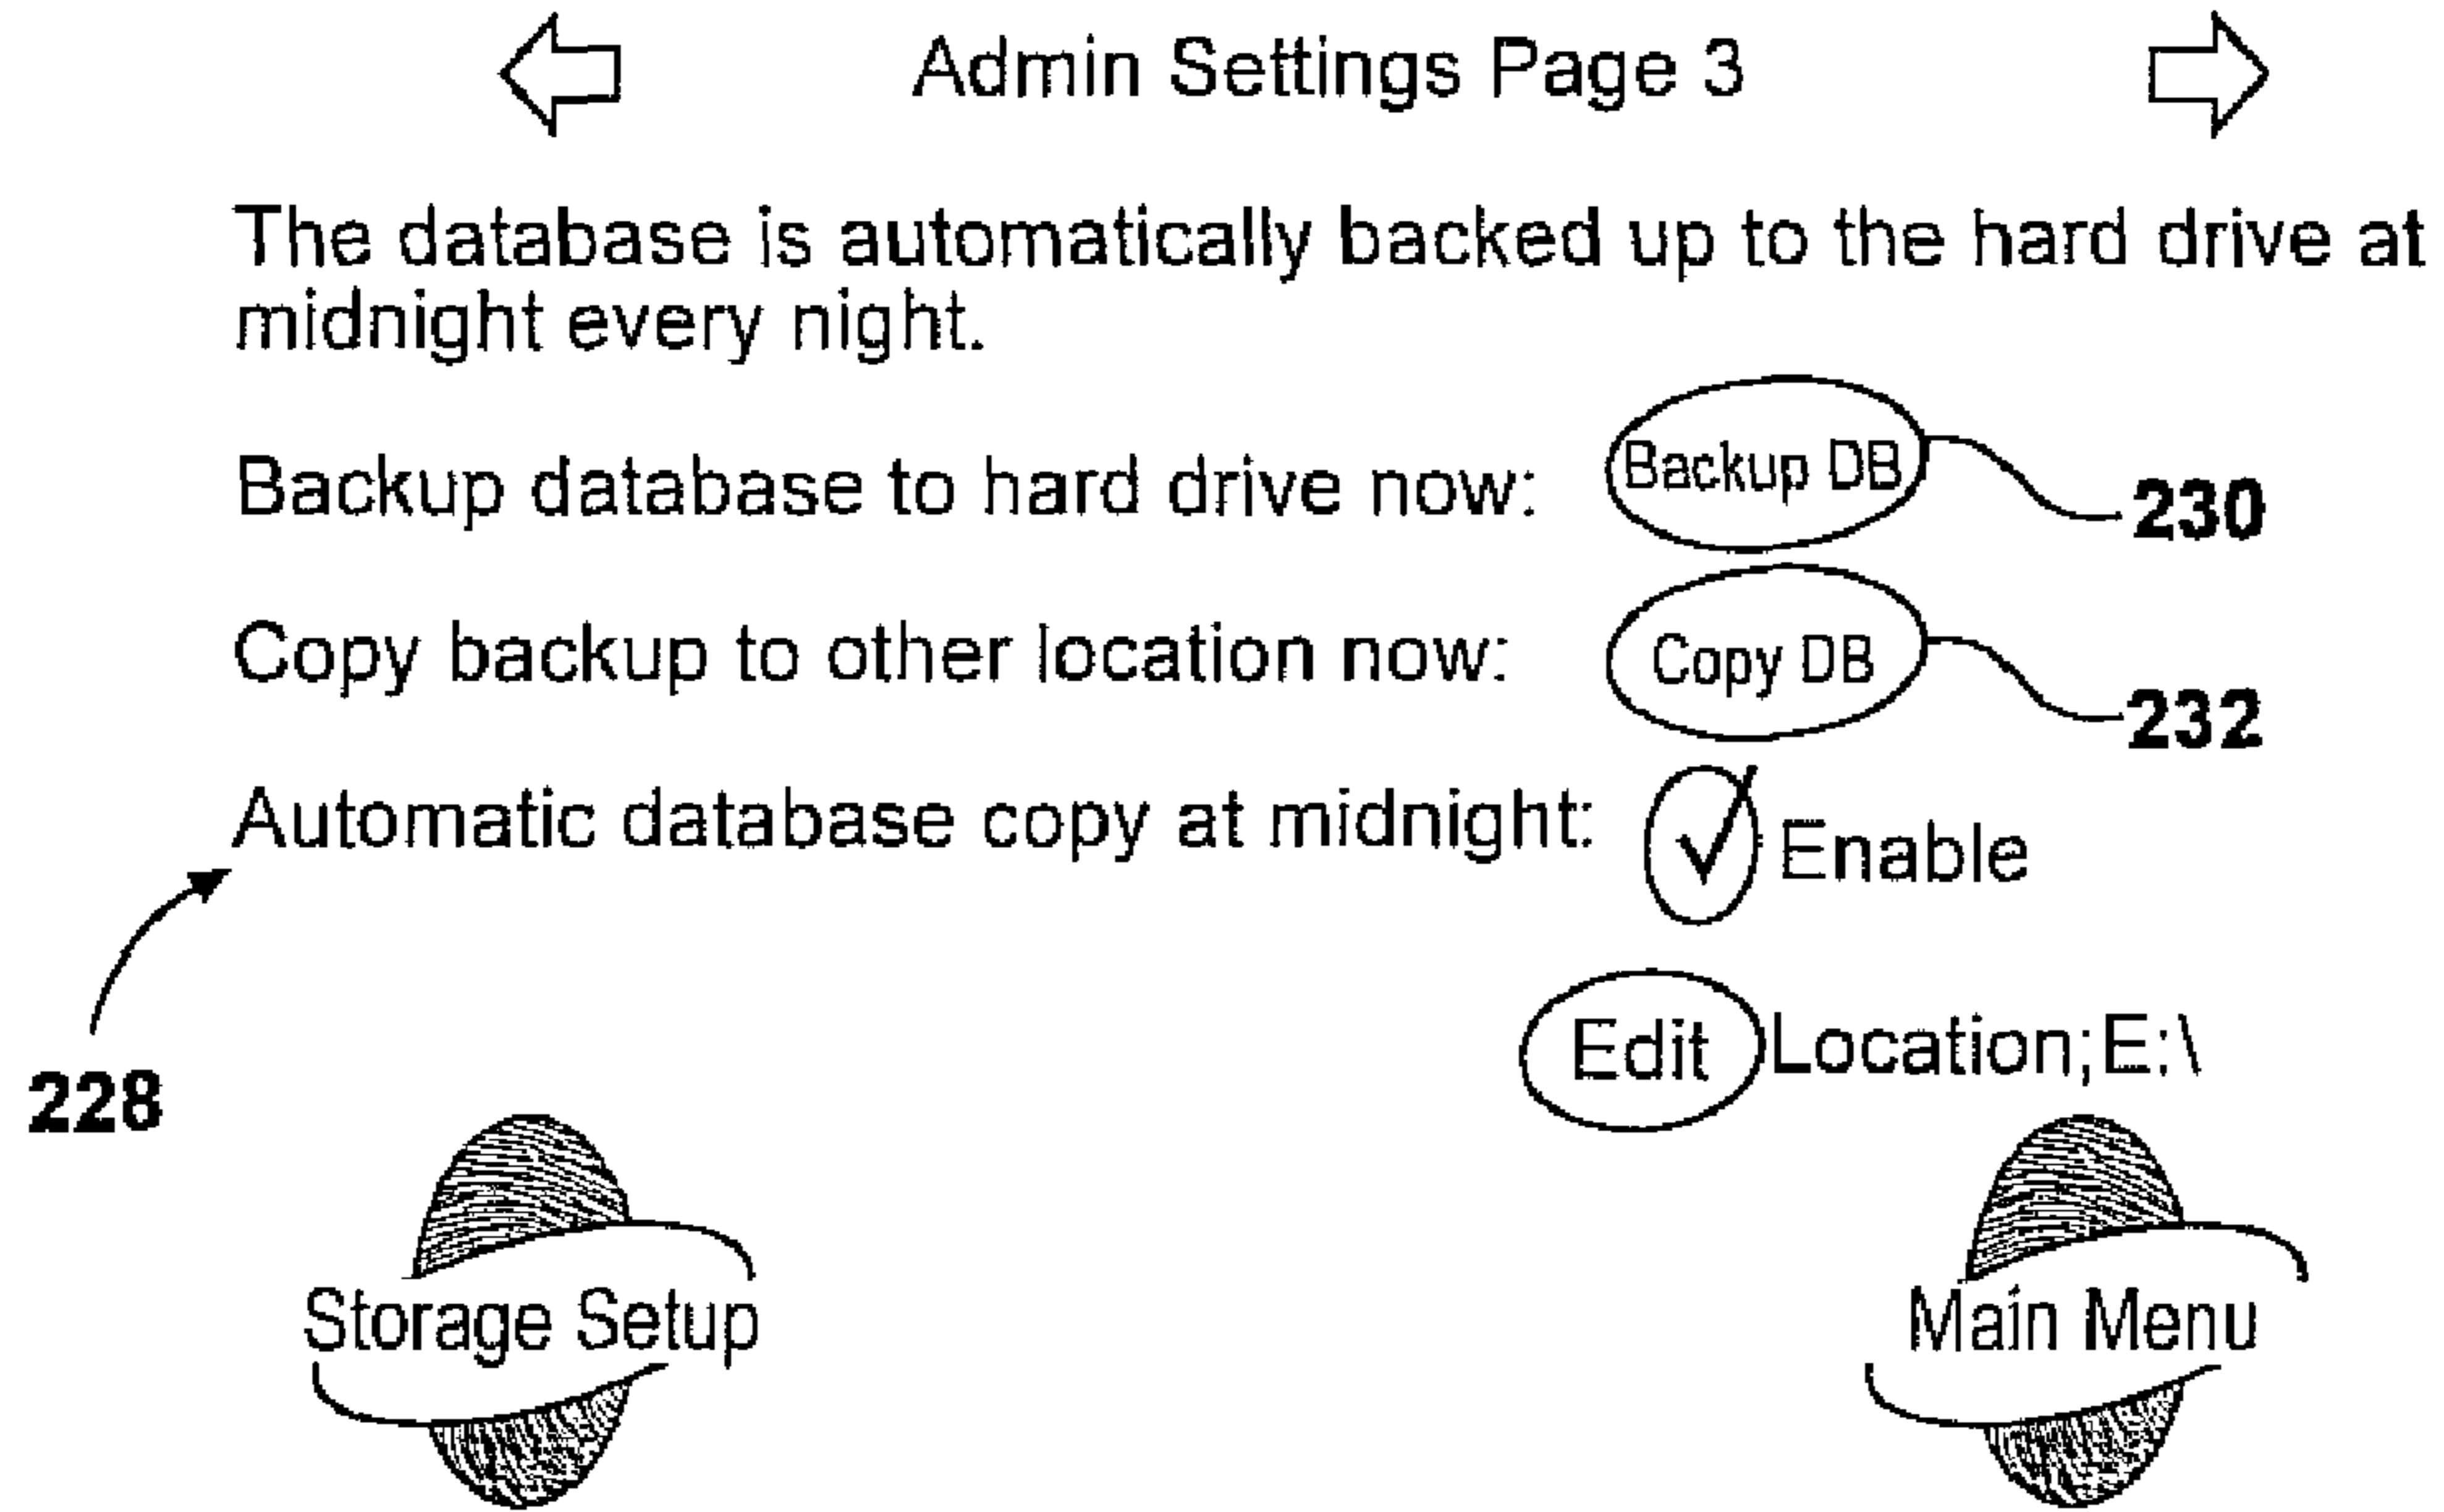 Admin Settings Page 3
The database is automatically backed up to the hard drive at
midnight every night.
Backup database to hard drive now: Backup DB
230
Copy backup to other location now: Copy DB
232
Automatic database copy at midnight: Enable
Edit Location;E:\
228
Storage Setup
Main Menu